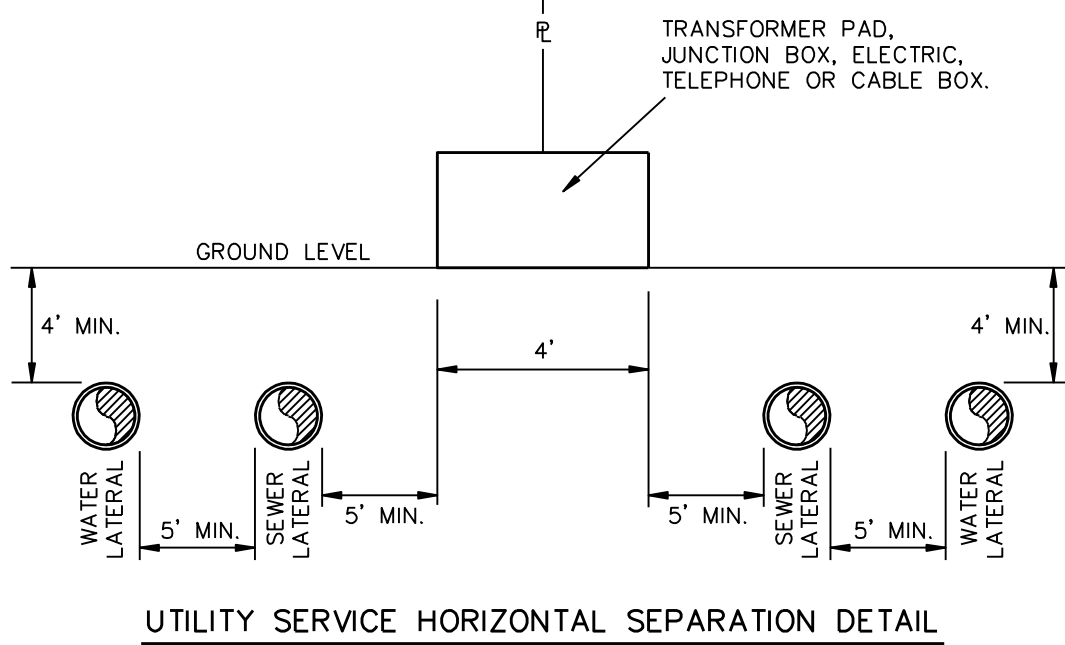 ℄
TRANSFORMER PAD,
JUNCTION BOX, ELECTRIC,
TELEPHONE OR CABLE BOX.
GROUND LEVEL
4' MIN.
4'
4' MIN.
WATER
LATERAL
5' MIN.
SEWER
LATERAL
5' MIN.
5' MIN.
SEWER
LATERAL
5' MIN.
WATER
LATERAL
UTILITY SERVICE HORIZONTAL SEPARATION DETAIL